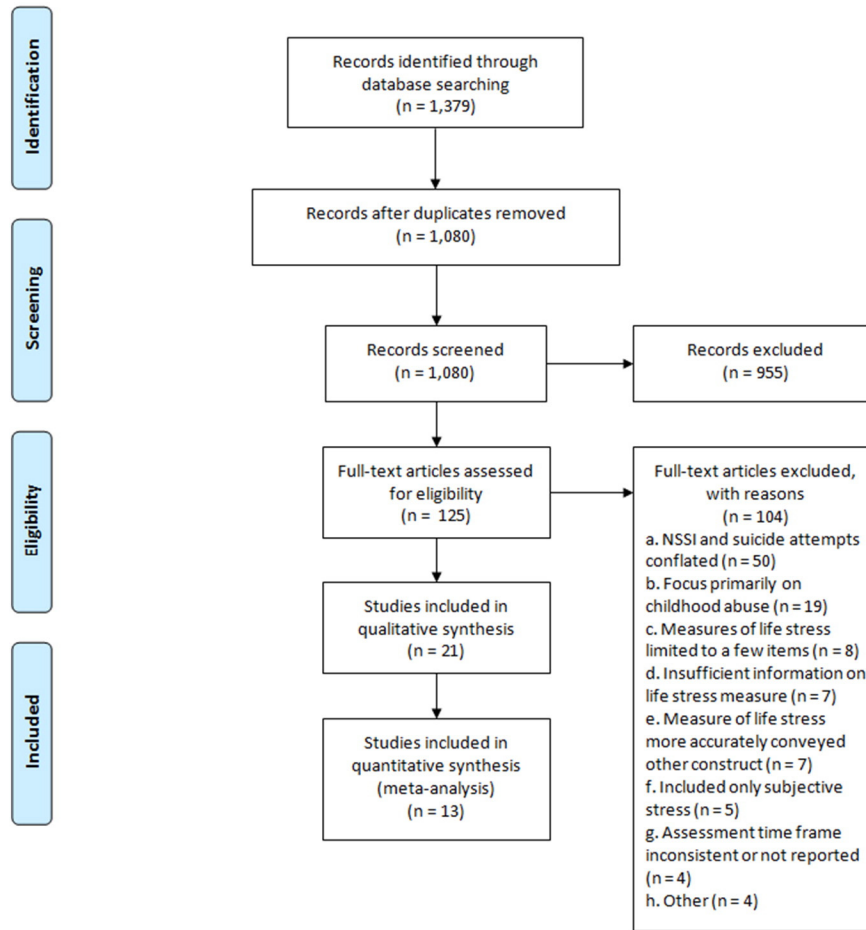 Identification
Records identified through
database searching
(n = 1,379)
Records after duplicates removed
(n = 1,080)
Screening
Records screened
(n = 1,080)
Records excluded
(n = 955)
Eligibility
Full-text articles assessed
for eligibility
(n = 125)
Full-text articles excluded,
with reasons
(n = 104)
a. NSSI and suicide attempts
conflated (n = 50)
b. Focus primarily on
childhood abuse (n = 19)
c. Measures of life stress
limited to a few items (n = 8)
d. Insufficient information on
life stress measure (n = 7)
e. Measure of life stress
more accurately conveyed
other construct (n = 7)
f. Included only subjective
stress (n = 5)
g. Assessment time frame
inconsistent or not reported
(n = 4)
h. Other (n = 4)
Studies included in
qualitative synthesis
(n = 21)
Included
Studies included in
quantitative synthesis
(meta-analysis)
(n = 13)